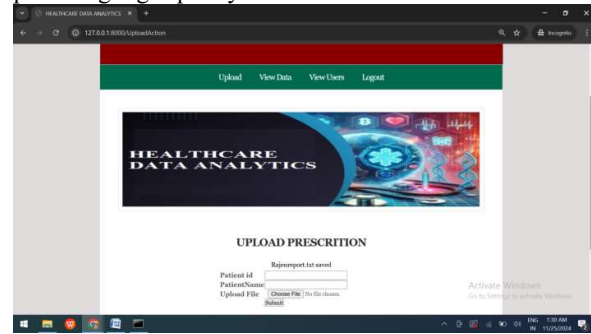 HEALTHCARE DATA ANALYTICS
127.0.0.1:8000/UploadAction
Incognito
Upload View Data View Users Logout
HEALTHCARE
DATA ANALYTICS
UPLOAD PRESCRITION
Rajenreport.txt saved
Patient id
PatientName
Upload File Choose File No file chosen
Submit
Activate Windows
Go to Settings to activate Windows.
ENG 1:30 AM
IN 11/25/2024